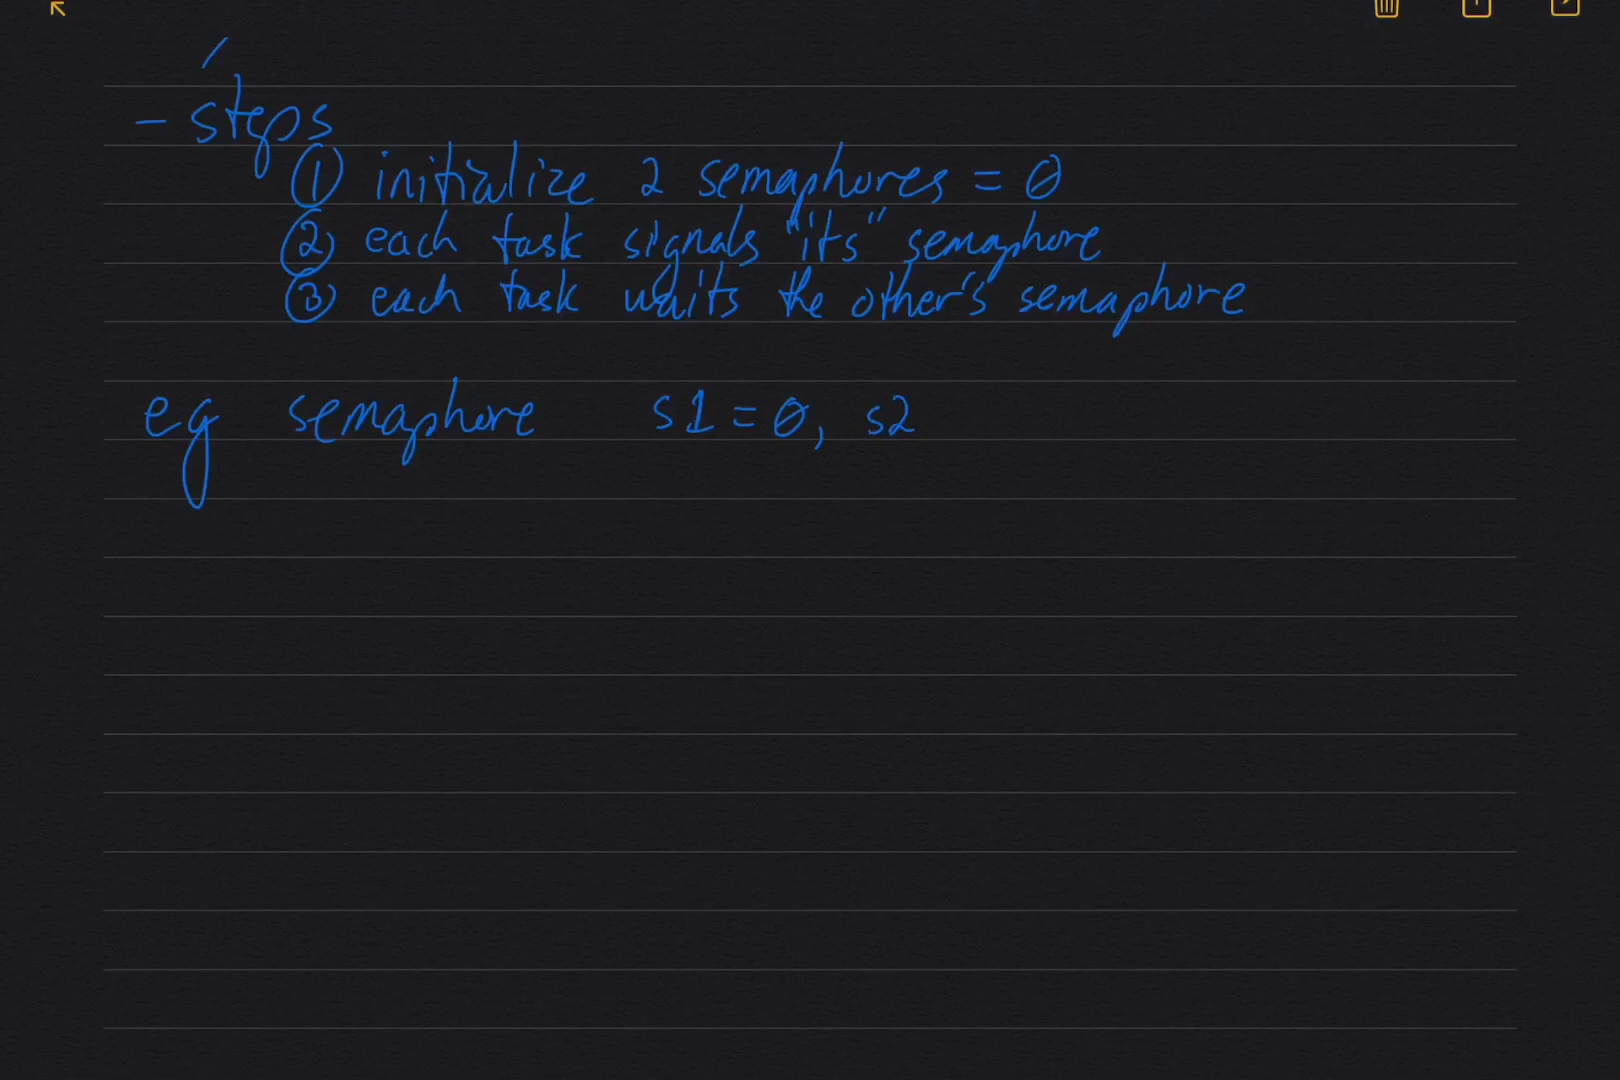 - steps
① initialize 2 semaphores = 0
② each task signals "its" semaphore
③ each task waits the other's semaphore
eg semaphore s1 = 0, s2